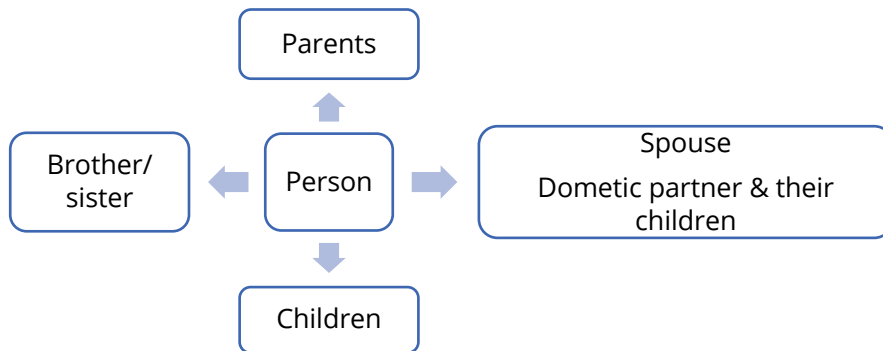 Parents
Brother/
sister
Person
Spouse
Dometic partner & their
children
Children